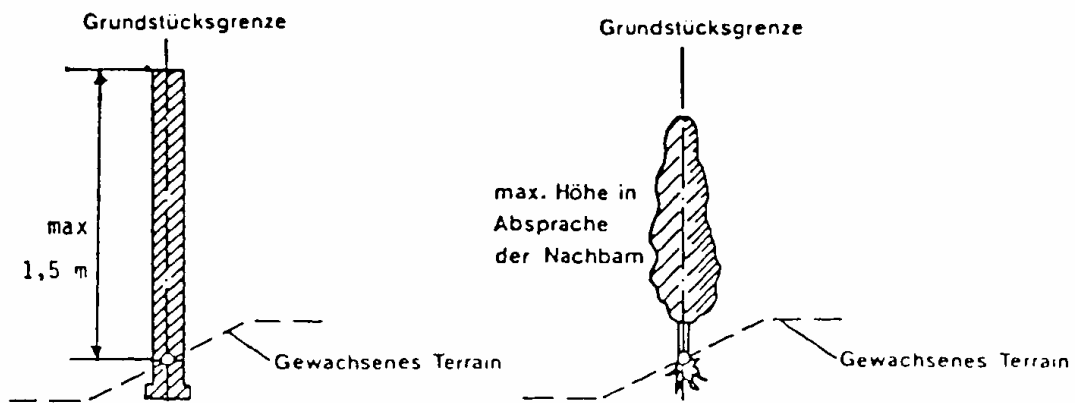 Grundstücksgrenze
max
1,5 m
Gewachsenes Terrain
Grundstücksgrenze
max. Höhe in
Absprache
der Nachbarn
Gewachsenes Terrain